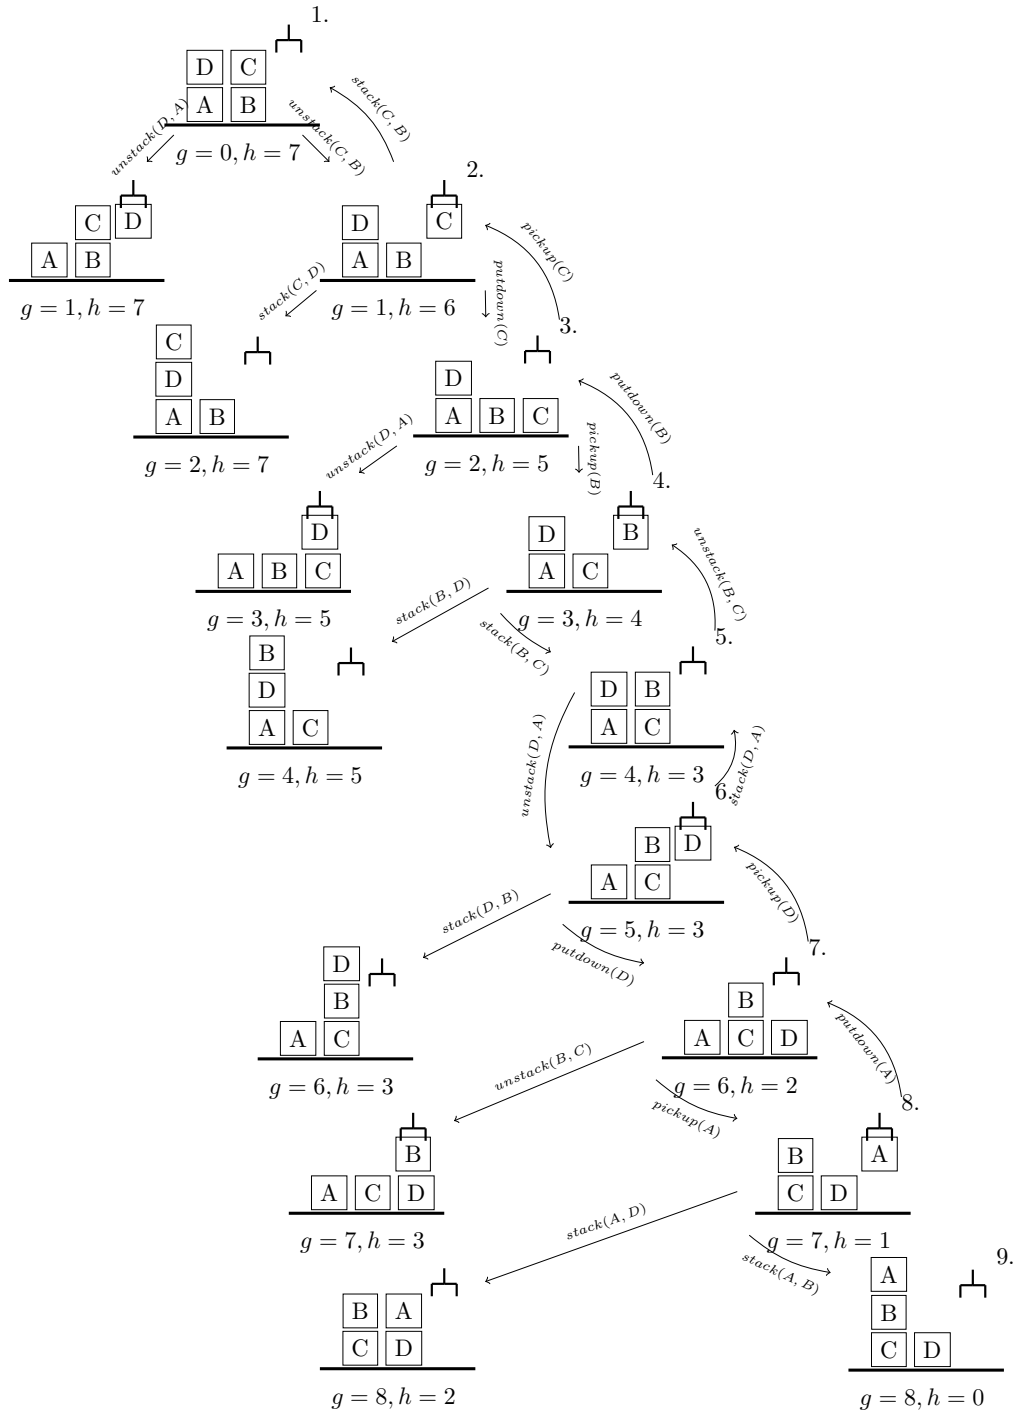 1.
D C
A B
stack(C, B)
unstack(D, A)
unstack(C, B)
g = 0, h = 7
2.
C D
A B
g = 1, h = 7
D C
A B
pickup(C)
stack(C, D)
putdown(C)
g = 1, h = 6
3.
C
D
A B
g = 2, h = 7
D
A B C
putdown(B)
unstack(D, A)
pickup(B)
g = 2, h = 5
4.
D
A B C
g = 3, h = 5
D B
A C
unstack(B, C)
stack(B, D)
stack(B, C)
g = 3, h = 4
5.
B
D
A C
g = 4, h = 5
D B
A C
unstack(D, A)
stack(D, A)
g = 4, h = 3
6.
B D
A C
pickup(D)
stack(D, B)
putdown(D)
g = 5, h = 3
7.
D
B
A C
g = 6, h = 3
B
A C D
putdown(A)
unstack(B, C)
pickup(A)
g = 6, h = 2
8.
B
A C D
g = 7, h = 3
B A
C D
stack(A, D)
stack(A, B)
g = 7, h = 1
9.
B A
C D
g = 8, h = 2
A
B
C D
g = 8, h = 0